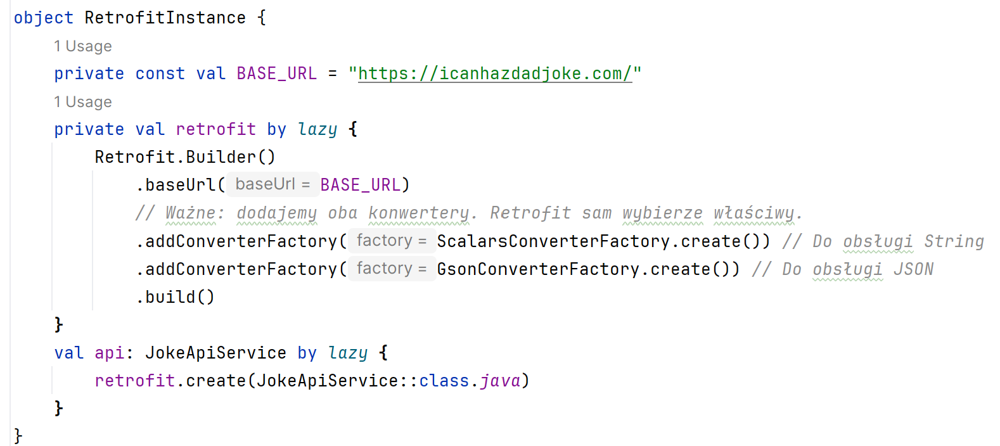 object RetrofitInstance {
1 Usage
private const val BASE_URL = "https://icanhazdadjoke.com/"
1 Usage
private val retrofit by lazy {
Retrofit.Builder()
.baseUrl( baseUrl = BASE_URL)
// Ważne: dodajemy oba konwertery. Retrofit sam wybierze właściwy.
.addConverterFactory( factory = ScalarsConverterFactory.create()) // Do obsługi String
.addConverterFactory( factory = GsonConverterFactory.create()) // Do obsługi JSON
.build()
}
val api: JokeApiService by lazy {
retrofit.create(JokeApiService::class.java)
}
}